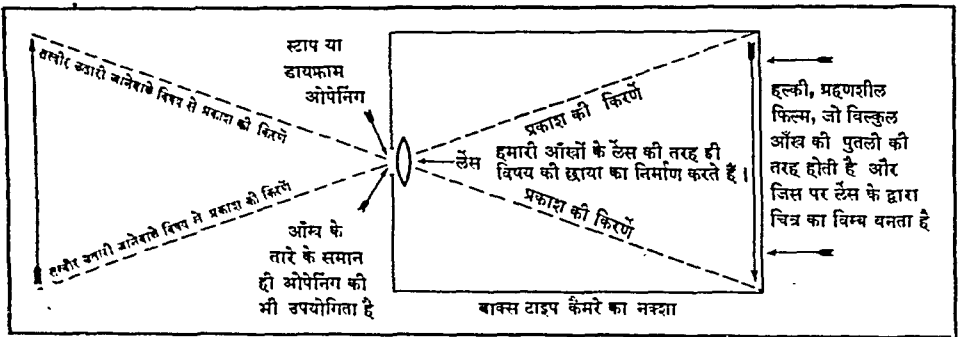 तस्वीर उतारी जानेवाले विषय से प्रकाश की किरणें
तस्वीर उतारी जानेवाले विषय से प्रकाश की किरणें
स्टाप या
डायफ्राम
ओपेनिंग
आँख के
तारे के समान
ही ओपेनिंग की
भी उपयोगिता है
प्रकाश की किरणें
लेंस
हमारी आँखों के लेंस की तरह ही
विषय की छाया का निर्माण करते हैं।
प्रकाश की किरणें
हल्की, ग्रहणशील
फिल्म, जो बिल्कुल
आँख की पुतली की
तरह होती है और
जिस पर लेंस के द्वारा
चित्र का बिम्ब बनता है
बाक्स टाइप कैमरे का नक्शा